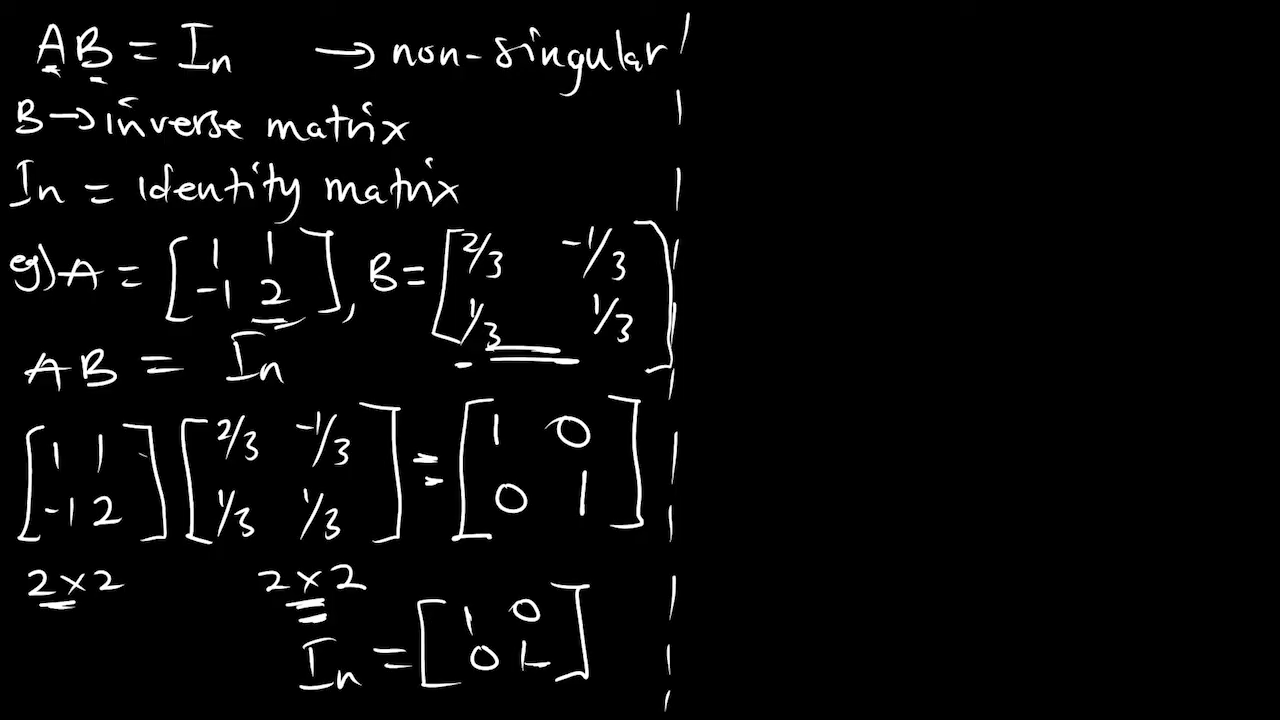 AB = In → non-singular
B → inverse matrix
In = identity matrix
eg) A = [1 1
-1 2], B = [2/3 -1/3
1/3 1/3]
AB = In
[1 1
-1 2] [2/3 -1/3
1/3 1/3] = [1 0
0 1]
2×2 2×2
In = [1 0
0 1]